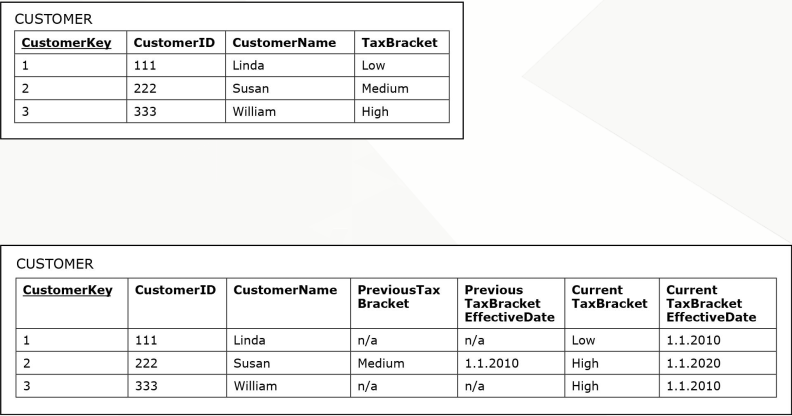 CUSTOMER
CustomerKey CustomerID CustomerName TaxBracket
1 111 Linda Low
2 222 Susan Medium
3 333 William High
CUSTOMER
CustomerKey CustomerID CustomerName PreviousTax Previous Current Current
Bracket TaxBracket TaxBracket TaxBracket
EffectiveDate EffectiveDate
1 111 Linda n/a n/a Low 1.1.2010
2 222 Susan Medium 1.1.2010 High 1.1.2020
3 333 William n/a n/a High 1.1.2010